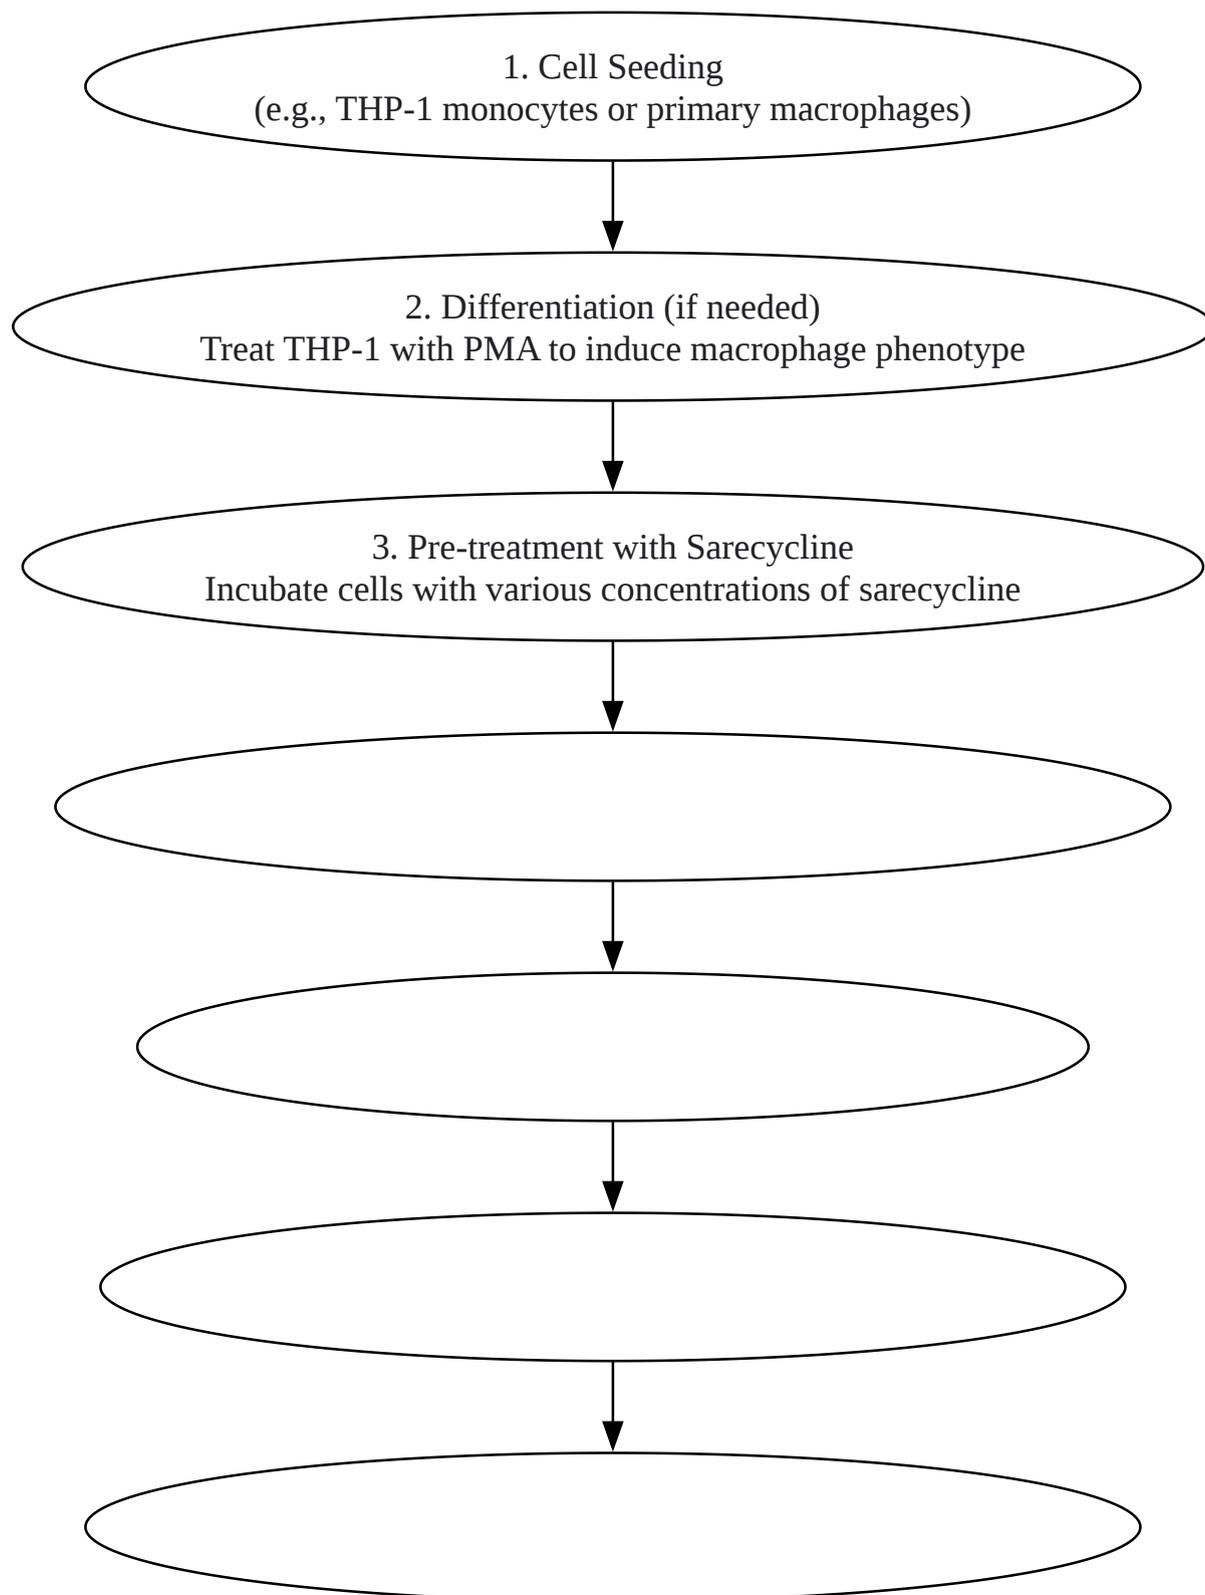 1. Cell Seeding
(e.g., THP-1 monocytes or primary macrophages)
2. Differentiation (if needed)
Treat THP-1 with PMA to induce macrophage phenotype
3. Pre-treatment with Sarecycline
Incubate cells with various concentrations of sarecycline